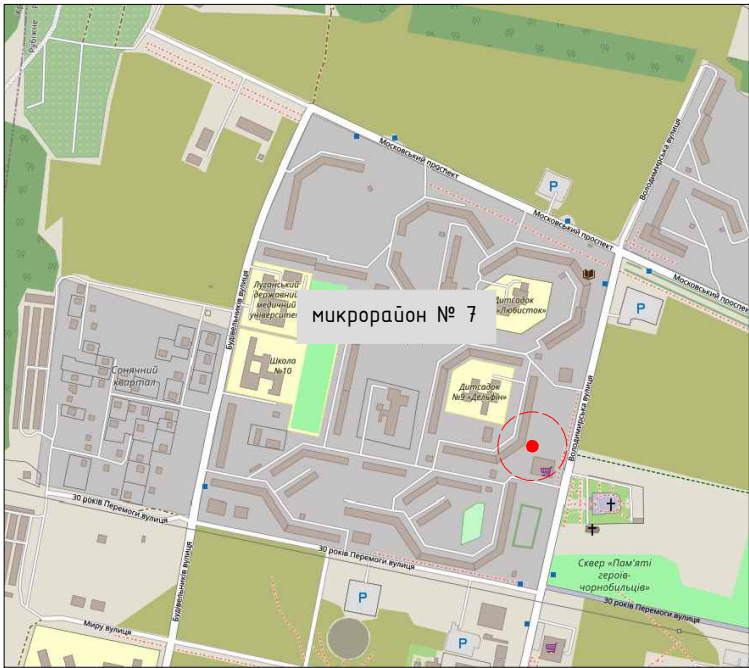 Рубіжне
Московський проспект
Володимирська вулиця
P
Московський проспект
Московський проспект
Луганський
державний
медичний
університет
Будівельників вулиця
микрорайон № 7
Дитсадок
«Любисток»
P
Школа
№10
Сонячний
квартал
Дитсадок
№9 «Дельфін»
Володимирська вулиця
30 років Перемоги вулиця
30 років Перемоги вулиця
Сквер «Пам'яті
героїв-
чорнобильців»
Будівельників вулиця
P
30 років Перемоги вулиця
Миру вулиця
P